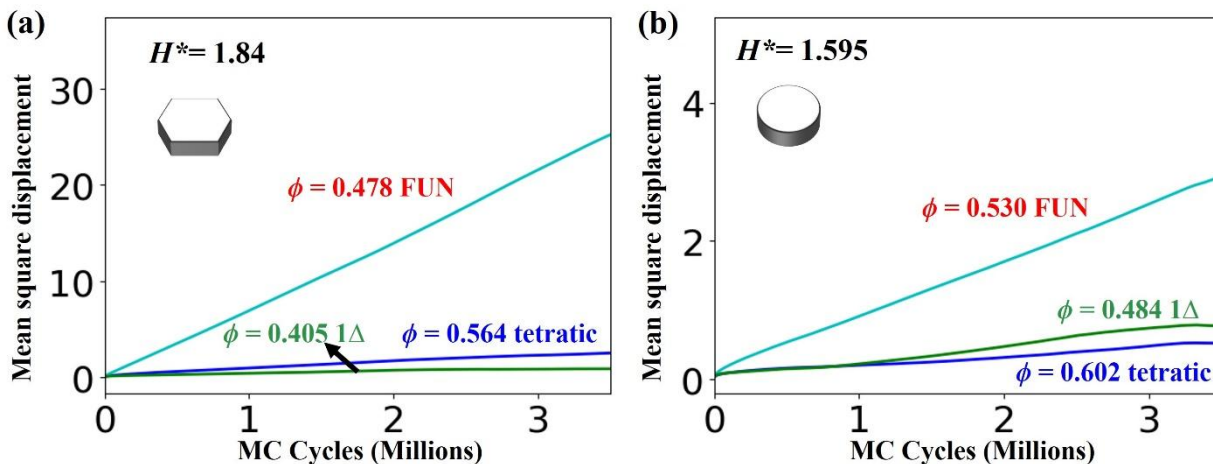 (a)
H*= 1.84
Mean square displacement
30
20
10
0
ϕ = 0.478 FUN
ϕ = 0.405 1Δ
ϕ = 0.564 tetratic
0 1 2 3
MC Cycles (Millions)
(b)
H*= 1.595
Mean square displacement
4
2
0
ϕ = 0.530 FUN
ϕ = 0.484 1Δ
ϕ = 0.602 tetratic
0 1 2 3
MC Cycles (Millions)